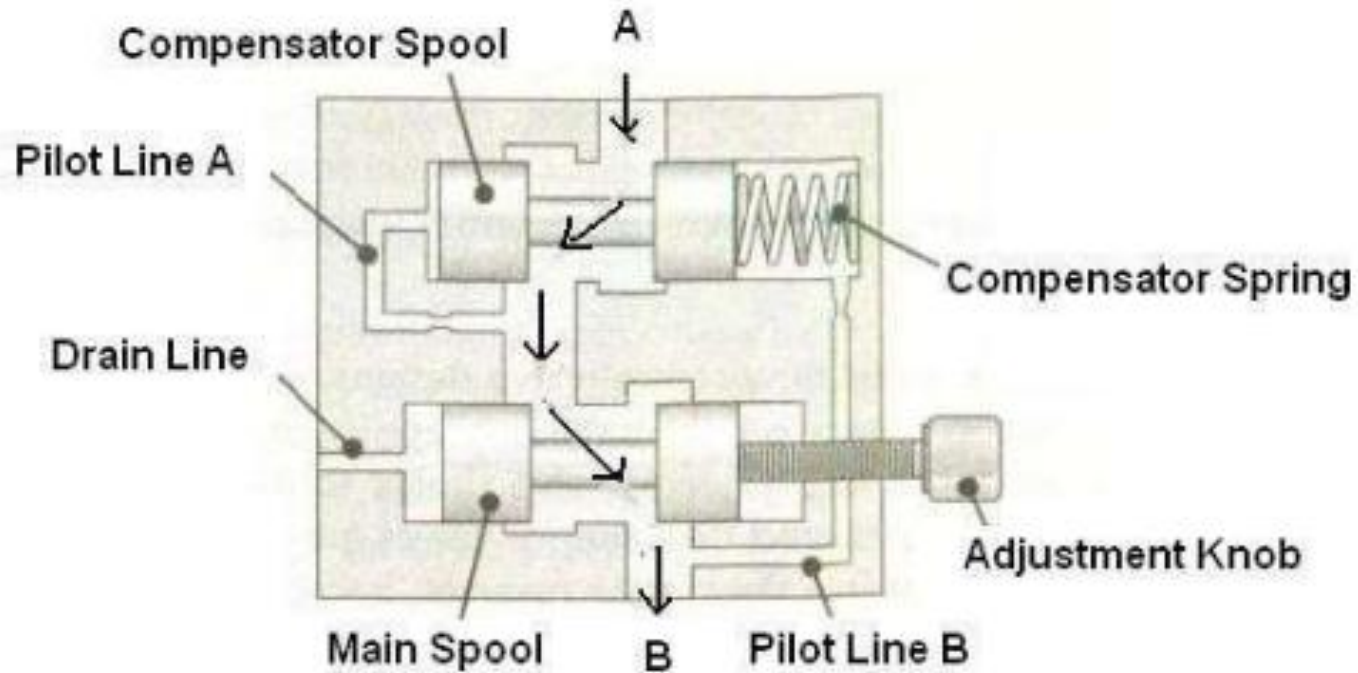 A
Compensator Spool
Pilot Line A
Compensator Spring
Drain Line
Adjustment Knob
Main Spool
B
Pilot Line B